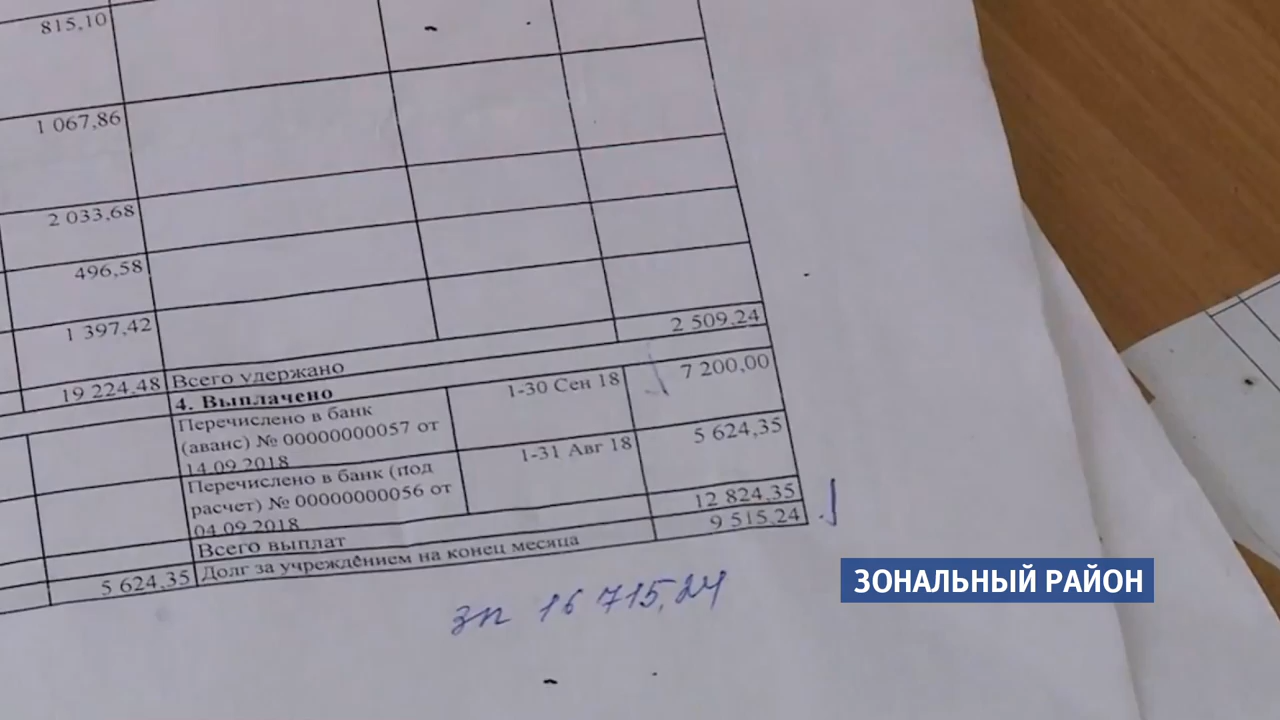 815,10
1 067,86
2 033,68
496,58
1 397,42
2 509,24
19 224,48 Всего удержано
4. Выплачено
Перечислено в банк
(аванс) № 00000000057 от
14.09.2018
1-30 Сен 18
7 200,00
Перечислено в банк (под
расчет) № 00000000056 от
04.09.2018
1-31 Авг 18
5 624,35
Всего выплат
12 824,35
5 624,35 Долг за учреждением на конец месяца
9 515,24
зп 16 715,24
ЗОНАЛЬНЫЙ РАЙОН